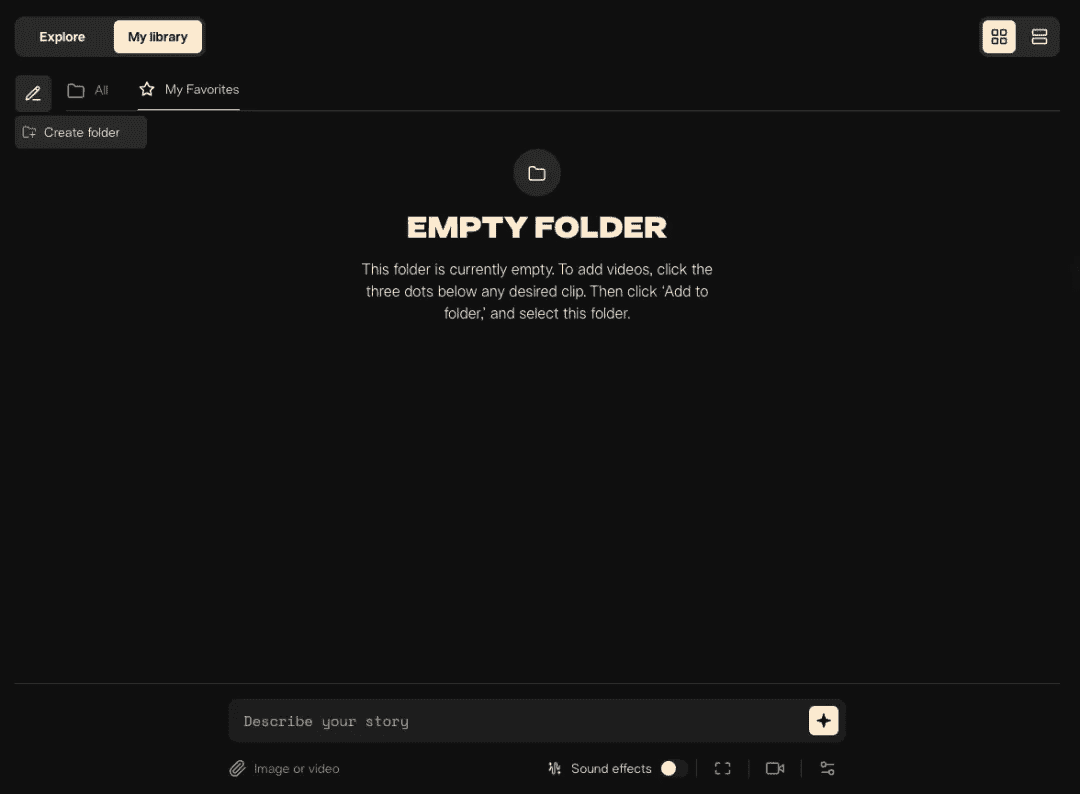 Explore
My library
All
My Favorites
Create folder
EMPTY FOLDER
This folder is currently empty. To add videos, click the
three dots below any desired clip. Then click ‘Add to
folder,’ and select this folder.
Describe your story
Image or video
Sound effects